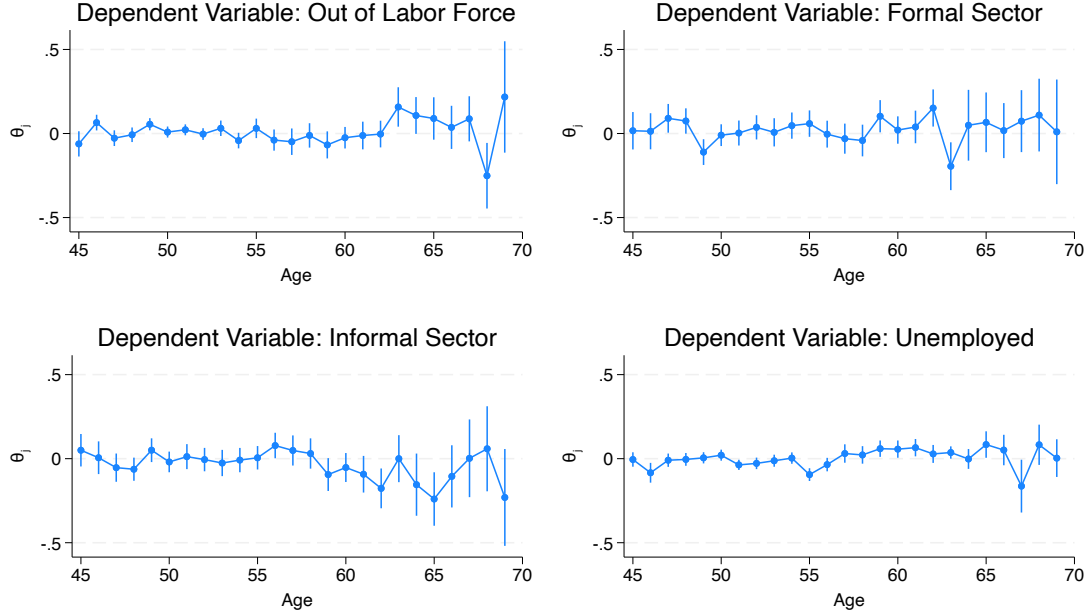 Dependent Variable: Out of Labor Force
.5
0
-.5
θj
45 50 55 60 65 70
Age
Dependent Variable: Formal Sector
.5
0
-.5
θj
45 50 55 60 65 70
Age
Dependent Variable: Informal Sector
.5
0
-.5
θj
45 50 55 60 65 70
Age
Dependent Variable: Unemployed
.5
0
-.5
θj
45 50 55 60 65 70
Age